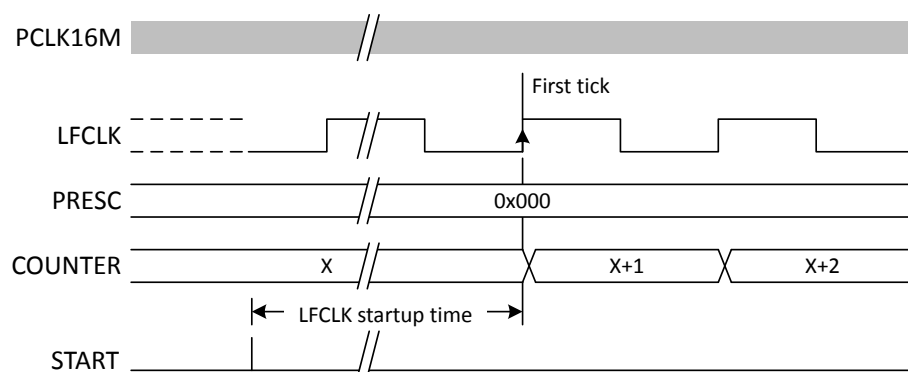 PCLK16M
First tick
LFCLK
PRESC
0x000
COUNTER
X
X+1
X+2
LFCLK startup time
START